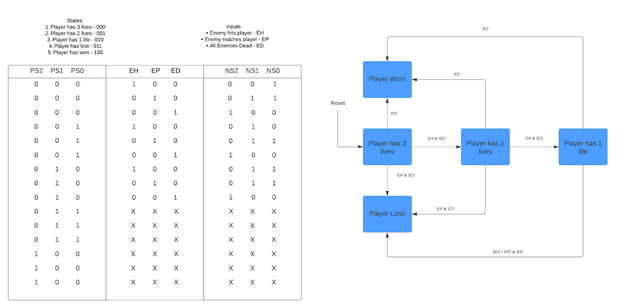 States:
1. Player has 3 lives - 000
2. Player has 2 lives - 001
3. Player has 1 life - 010
4. Player has lost - 011
5. Player has won - 100
Inputs:
• Enemy hits player - EH
• Enemy reaches player - EP
• All Enemies Dead - ED
PS2 PS1 PS0 EH EP ED NS2 NS1 NS0
0 0 0 1 0 0 0 0 1
0 0 0 0 1 0 0 1 1
0 0 0 0 0 1 1 0 0
0 0 1 1 0 0 0 1 0
0 0 1 0 1 0 0 1 1
0 0 1 0 0 1 1 0 0
0 1 0 1 0 0 0 1 1
0 1 0 0 1 0 0 1 1
0 1 0 0 0 1 1 0 0
0 1 1 X X X X X X
0 1 1 X X X X X X
0 1 1 X X X X X X
1 0 0 X X X X X X
1 0 0 X X X X X X
1 0 0 X X X X X X
ED
ED
Player Won!
Reset
ED
Player has 3
lives
EH & !ED
Player has 2
lives
EH & !ED
Player has 1
life
EH & !ED
Player Lost!
EP & !ED
(EH + EP) & !ED